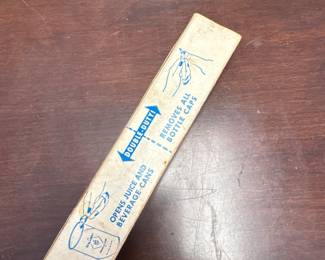 DOUBLE-DUTY
REMOVES ALL
BOTTLE CAPS
OPENS JUICE AND
BEVERAGE-CANS